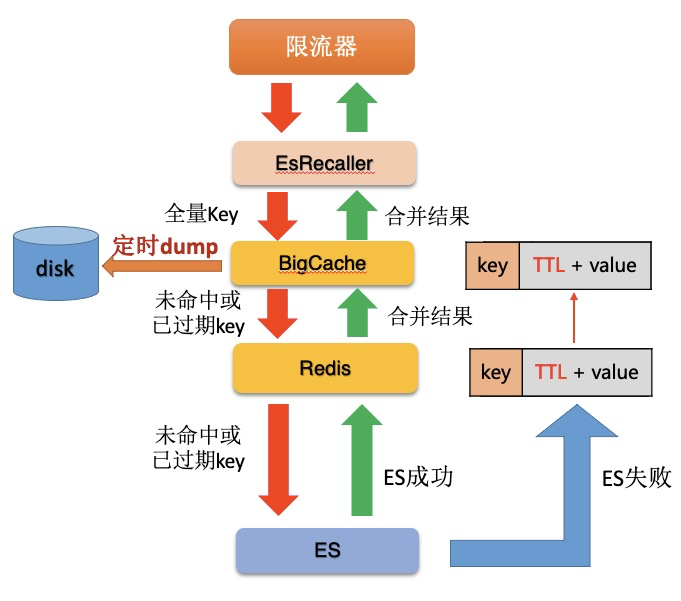 限流器
EsRecaller
全量Key
合并结果
定时dump
disk
BigCache
key
TTL + value
未命中或
已过期key
合并结果
Redis
key
TTL + value
未命中或
已过期key
ES成功
ES失败
ES